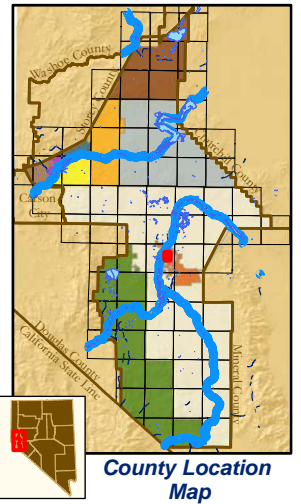 Washoe County
Storey County
Churchill County
Carson
City
Douglas County
California State Line
Mineral County
County Location
Map